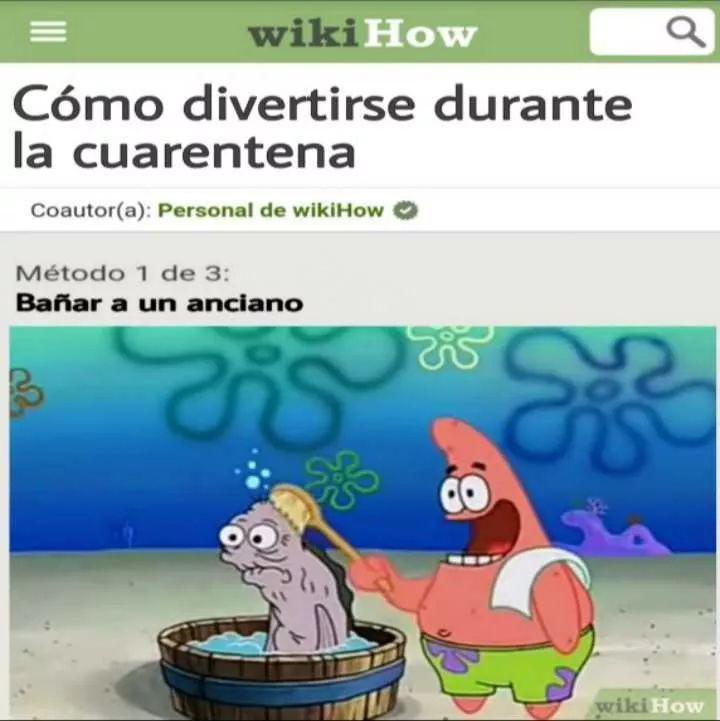 wikiHow
Cómo divertirse durante
la cuarentena
Coautor(a): Personal de wikiHow
Método 1 de 3:
Bañar a un anciano
wikiHow